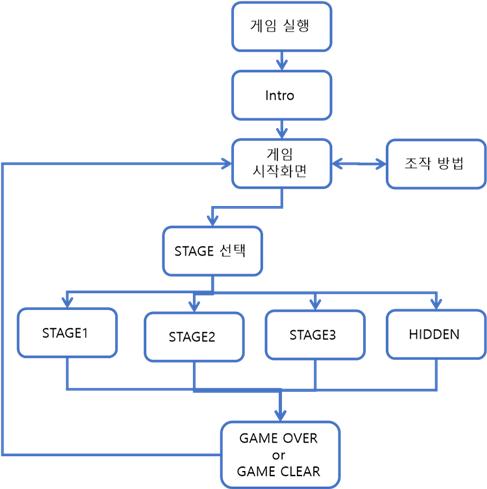 게임 실행
Intro
게임
시작화면
조작 방법
STAGE 선택
STAGE1
STAGE2
STAGE3
HIDDEN
GAME OVER
or
GAME CLEAR